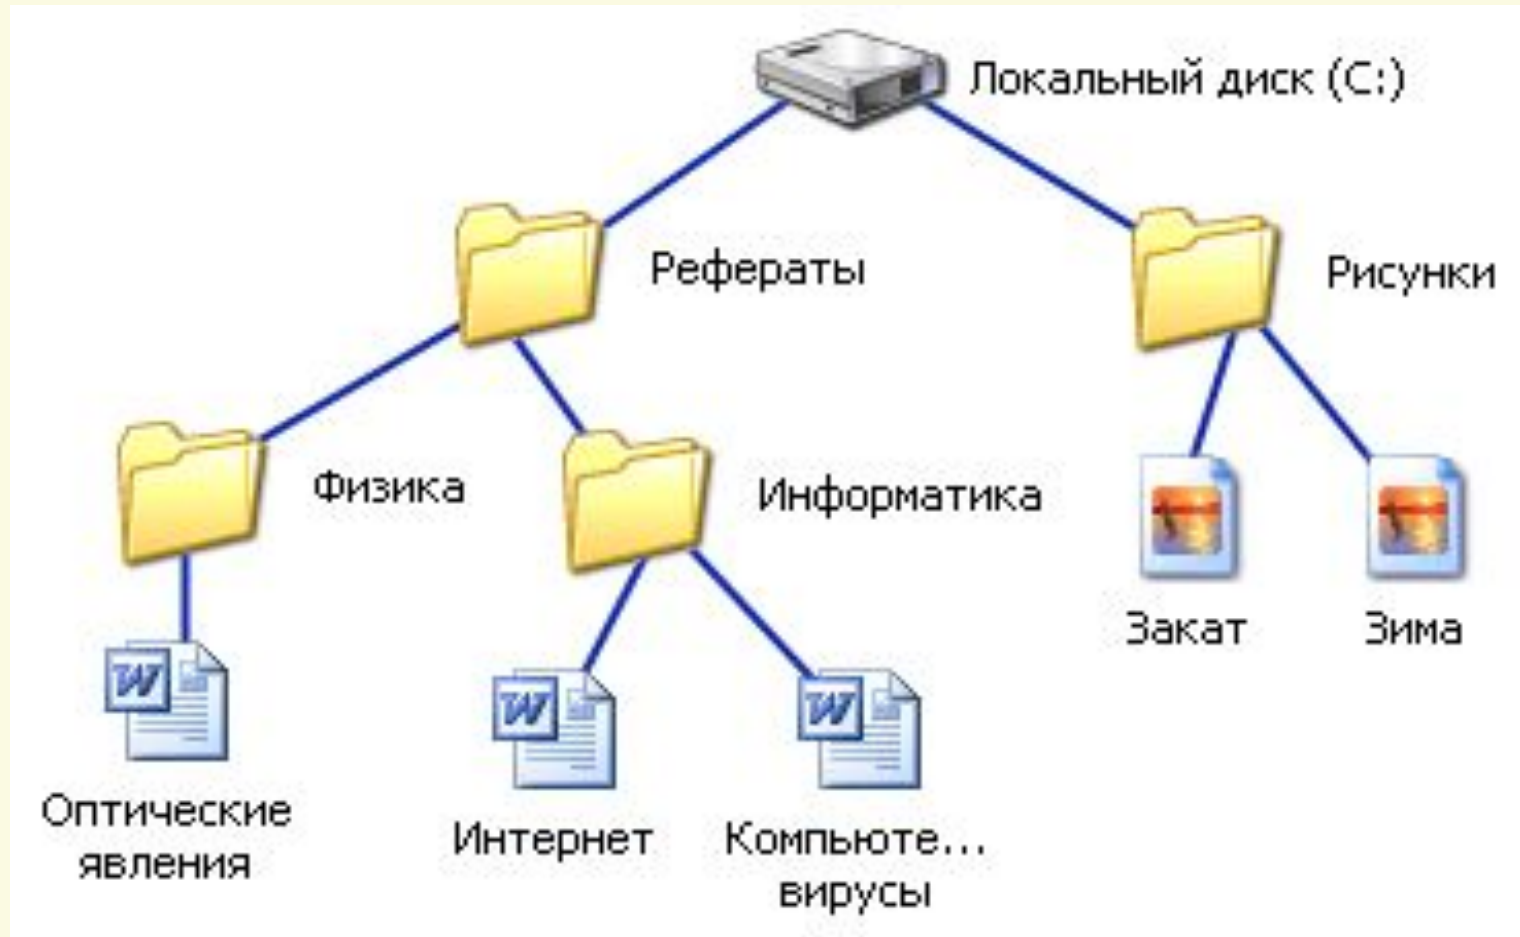 Локальный диск (C:)
Рефераты
Рисунки
Физика
Информатика
Закат
Зима
Оптические
явления
Интернет
Компьюте...
вирусы